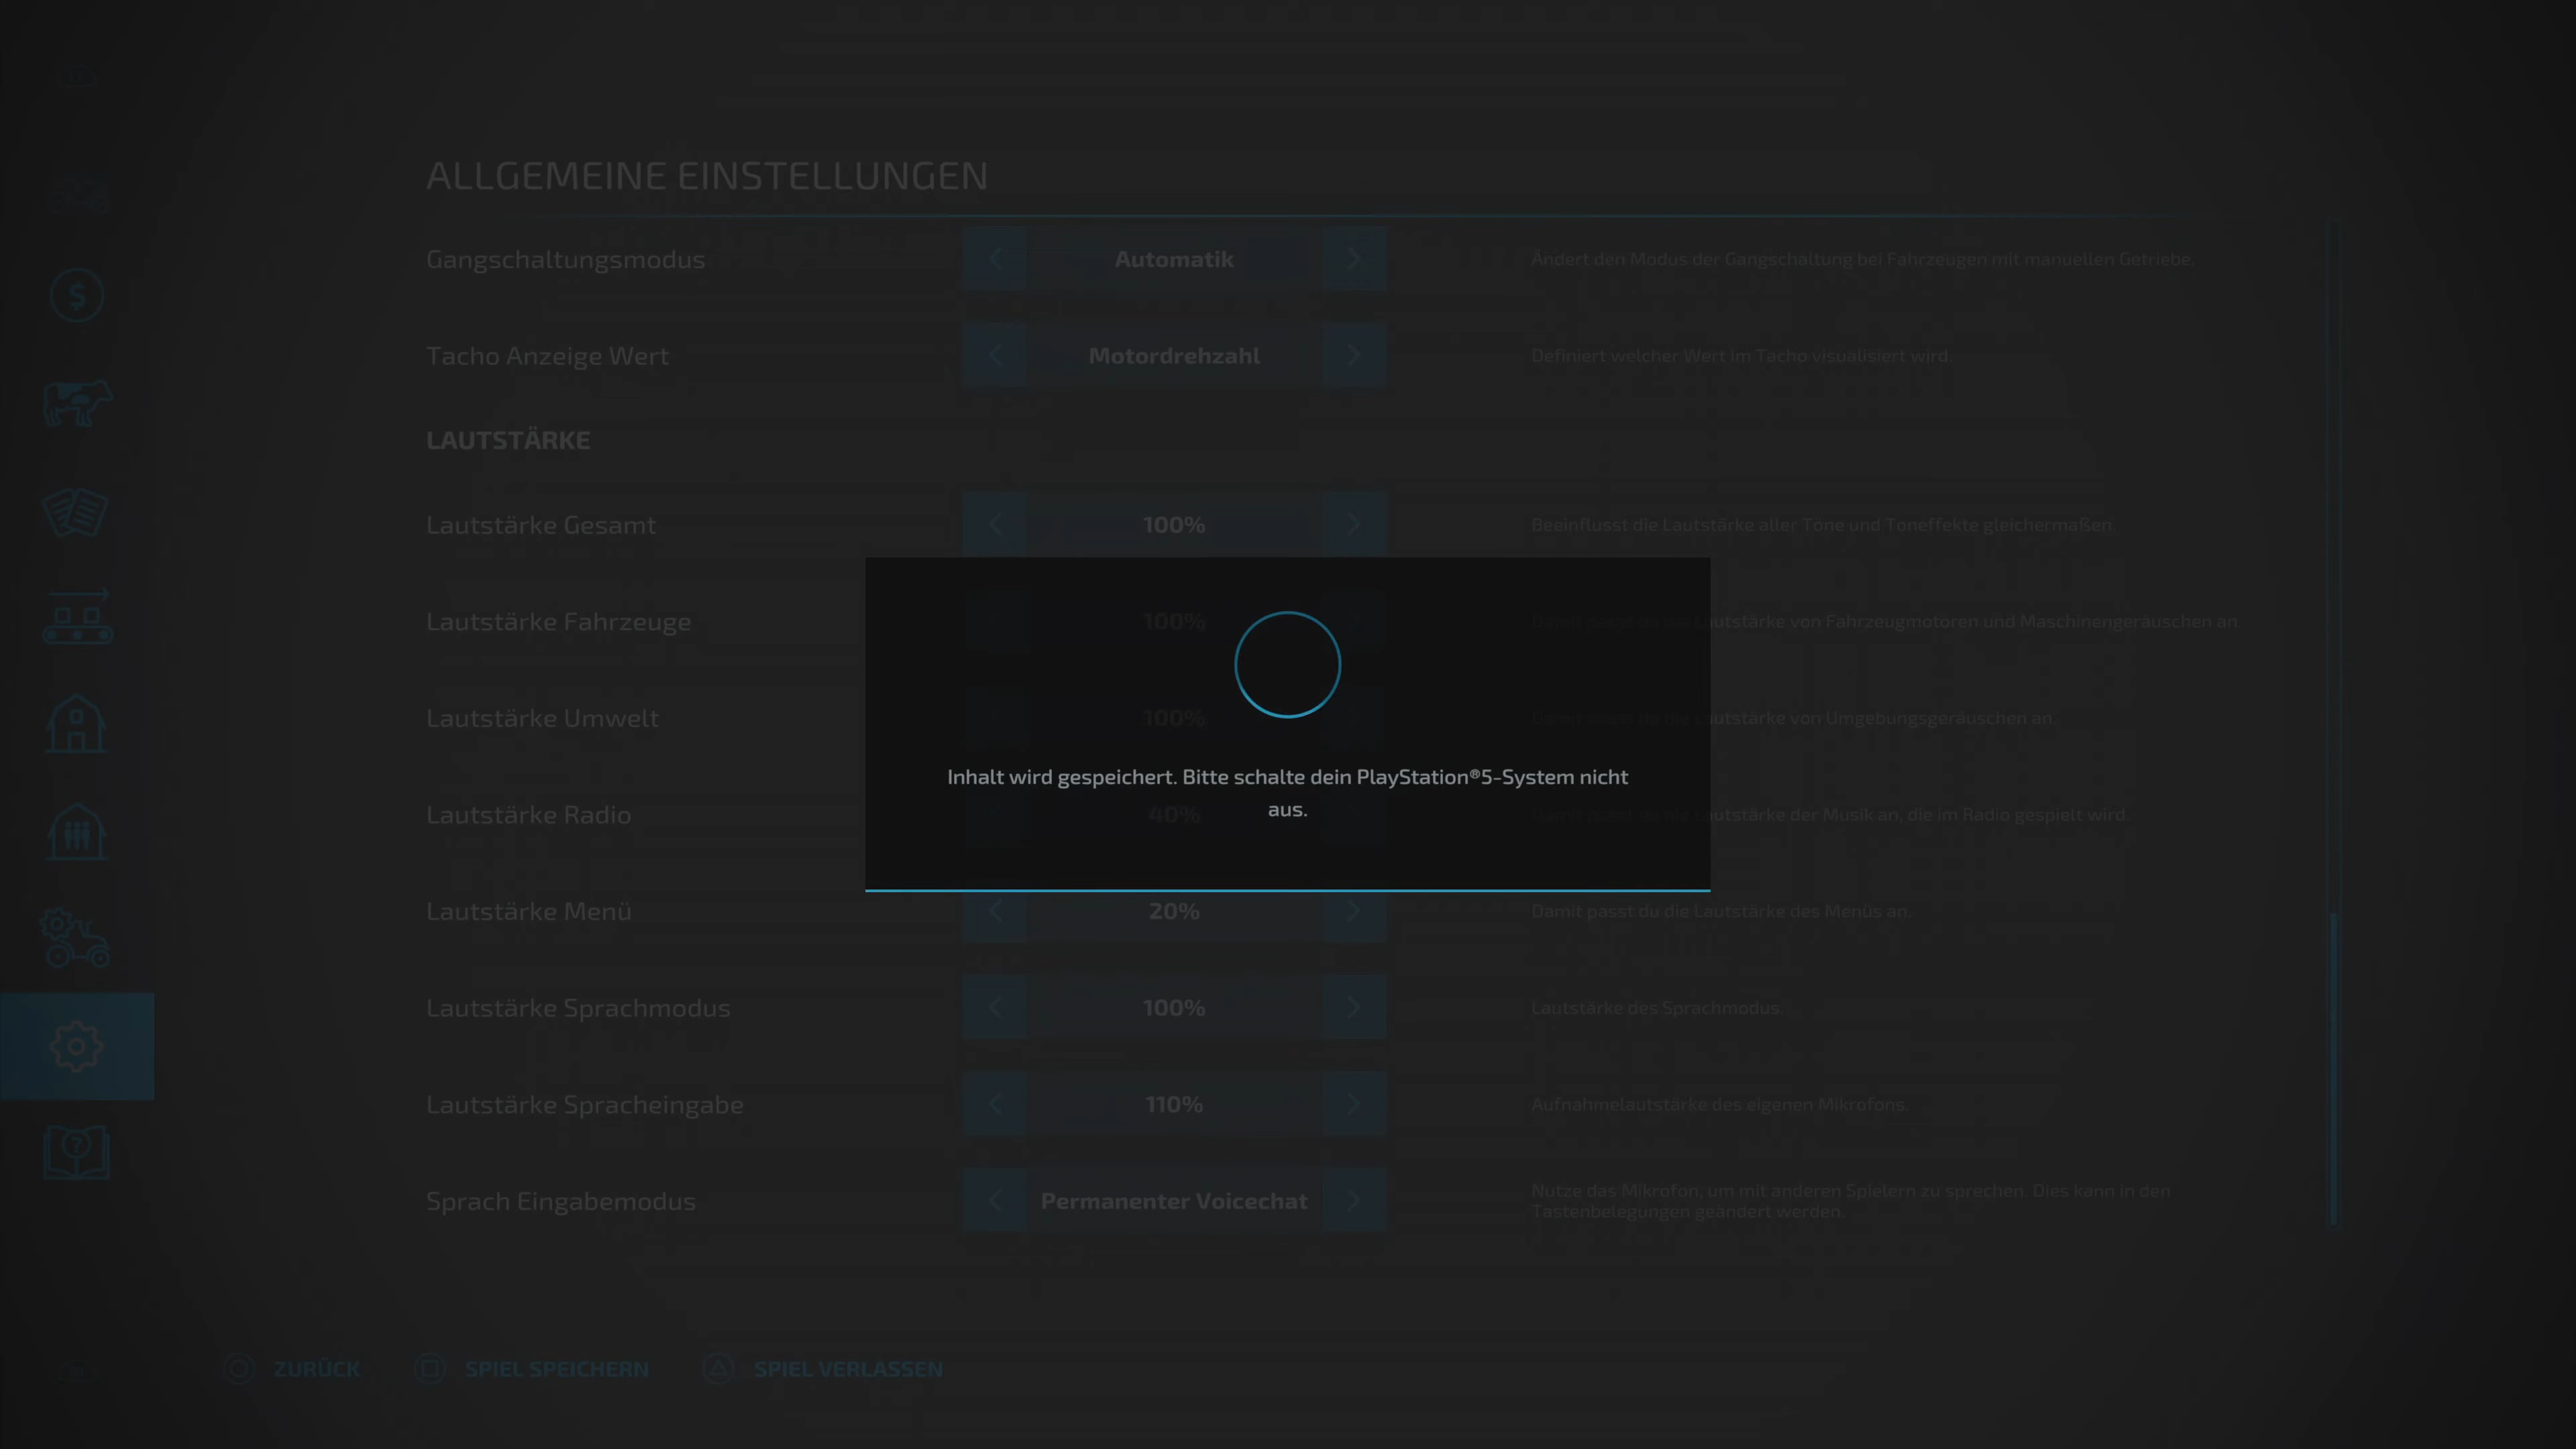 ALLGEMEINE EINSTELLUNGEN
Gangschaltungsmodus Automatik Ändert den Modus der Gangschaltung bei Fahrzeugen mit manuellen Getriebe.
Tacho Anzeige Wert Motordrehzahl Definiert welcher Wert im Tacho visualisiert wird.
LAUTSTÄRKE
Lautstärke Gesamt 100% Beeinflusst die Lautstärke aller Töne und Toneffekte gleichermaßen.
Lautstärke Fahrzeuge 100% utstärke von Fahrzeugmotoren und Maschinengeräuschen an.
Lautstärke Umwelt 100% autstärke von Umgebungsgeräuschen an.
Inhalt wird gespeichert. Bitte schalte dein PlayStation®5-System nicht
aus.
Lautstärke Radio 40% utstärke der Musik an, die im Radio gespielt wird.
Lautstärke Menü 20% Damit passt du die Lautstärke des Menüs an.
Lautstärke Sprachmodus 100% Lautstärke des Sprachmodus.
Lautstärke Spracheingabe 110% Aufnahmelautstärke des eigenen Mikrofons.
Sprach Eingabemodus Permanenter Voicechat Nutze das Mikrofon, um mit anderen Spielern zu sprechen. Dies kann in den
Tastenbelegungen geändert werden.
ZURÜCK SPIEL SPEICHERN SPIEL VERLASSEN